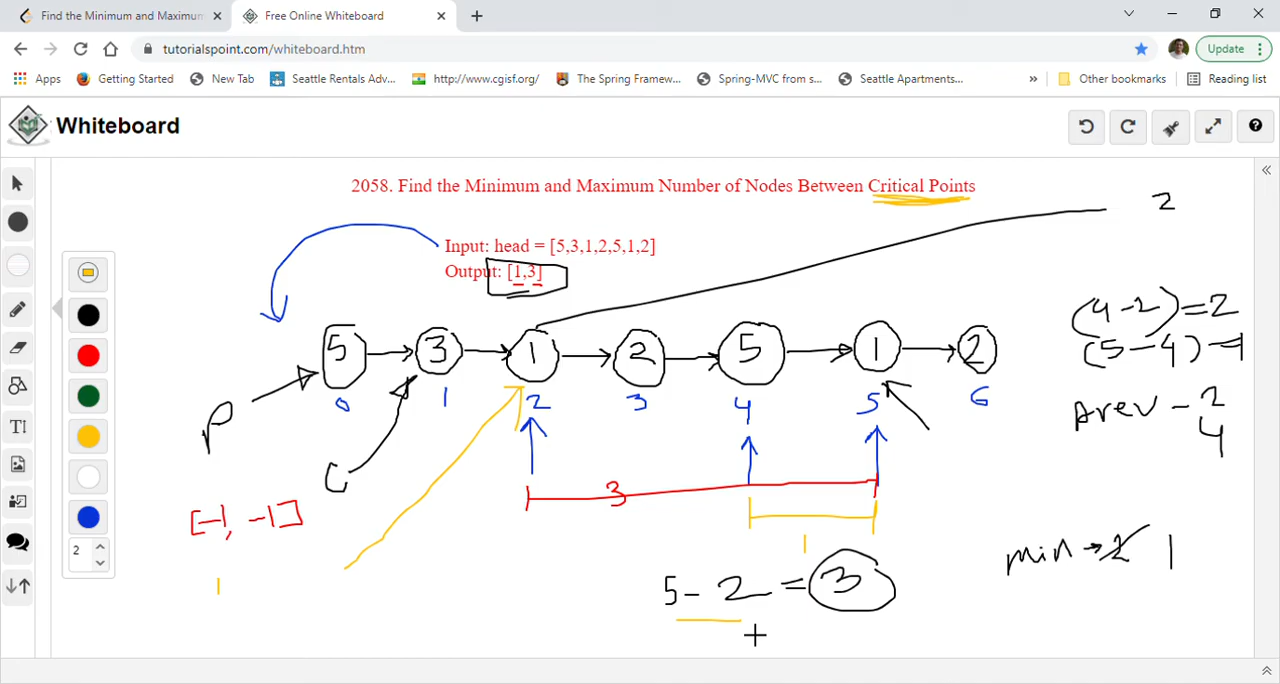 Find the Minimum and Maximum
Free Online Whiteboard
tutorialspoint.com/whiteboard.htm
Update
Apps
Getting Started
New Tab
Seattle Rentals Adv...
http://www.cgisf.org/
The Spring Framew...
Spring-MVC from s...
Seattle Apartments...
»
Other bookmarks
Reading list
Whiteboard
2058. Find the Minimum and Maximum Number of Nodes Between Critical Points
2
Input: head = [5,3,1,2,5,1,2]
Output: [1,3]
5 3 1 2 5 1 2
0 1 2 3 4 5 6
(4-2)=2
(5-4)=1
P
C
prev - 2
4
3
[-1, -1]
1
1
min → 2 1
5 - 2 = 3
TI
2